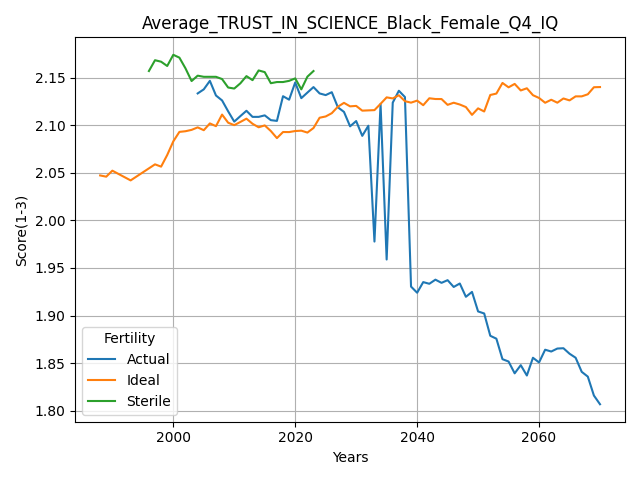 Average_TRUST_IN_SCIENCE_Black_Female_Q4_IQ
Score(1-3)
2.15
2.10
2.05
2.00
1.95
1.90
1.85
1.80
Fertility
Actual
Ideal
Sterile
2000
2020
2040
2060
Years